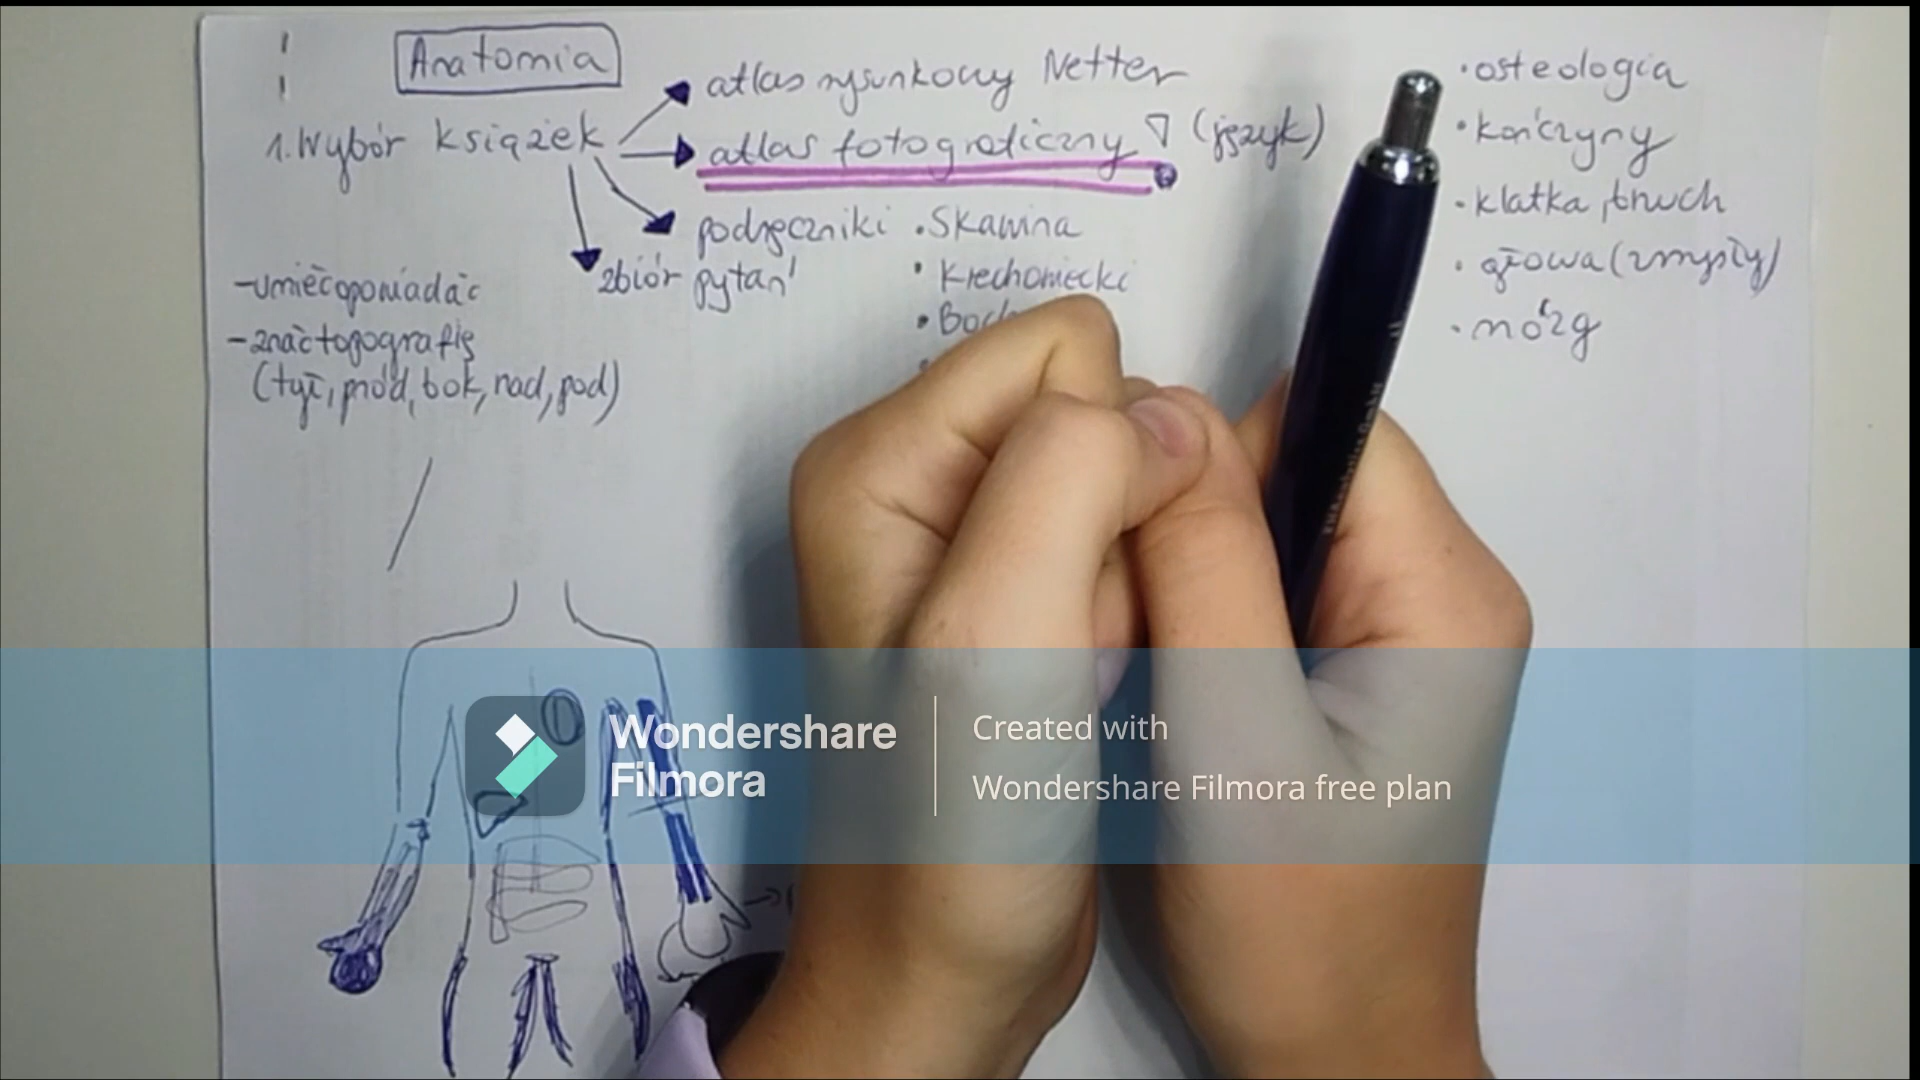 Anatomia
1. Wybór książek
atlas rysunkowy Netter
atlas fotograficzny (język)
podręczniki
• Skawina
• Krechowiecki
• Boch
zbiór pytań
- umieć opowiadać
- znać topografię
(tył, przód, bok, nad, pod)
• osteologia
• kończyny
• klatka, brzuch
• głowa (zmysły)
• mózg
Wondershare
Filmora
Created with
Wondershare Filmora free plan